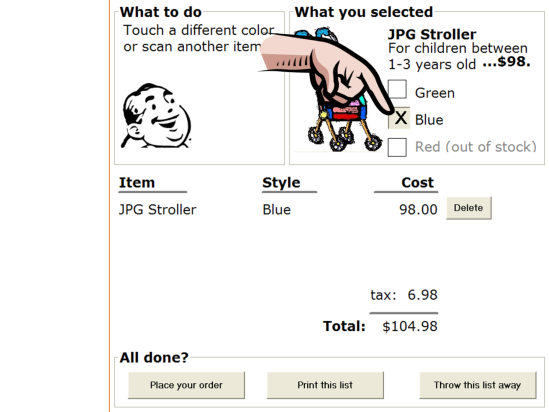 What to do
Touch a different color
or scan another item
What you selected
JPG Stroller
For children between
1-3 years old ...$98.
Green
X Blue
Red (out of stock)
Item Style Cost
JPG Stroller Blue 98.00 Delete
tax: 6.98
Total: $104.98
All done?
Place your order Print this list Throw this list away